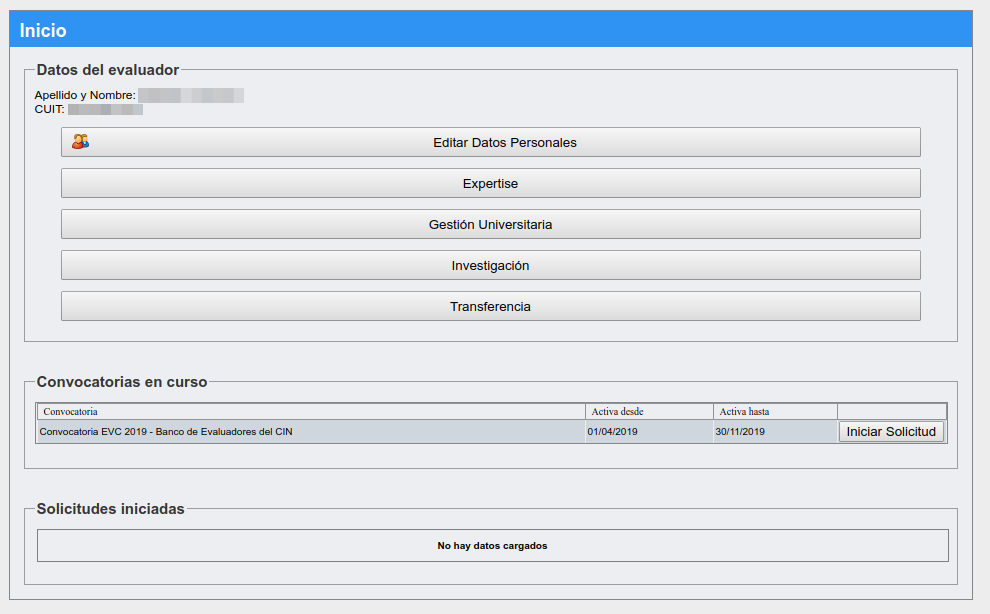 Inicio
Datos del evaluador
Apellido y Nombre:
CUIT:
Editar Datos Personales
Expertise
Gestión Universitaria
Investigación
Transferencia
Convocatorias en curso
Convocatoria Activa desde Activa hasta
Convocatoria EVC 2019 - Banco de Evaluadores del CIN 01/04/2019 30/11/2019 Iniciar Solicitud
Solicitudes iniciadas
No hay datos cargados